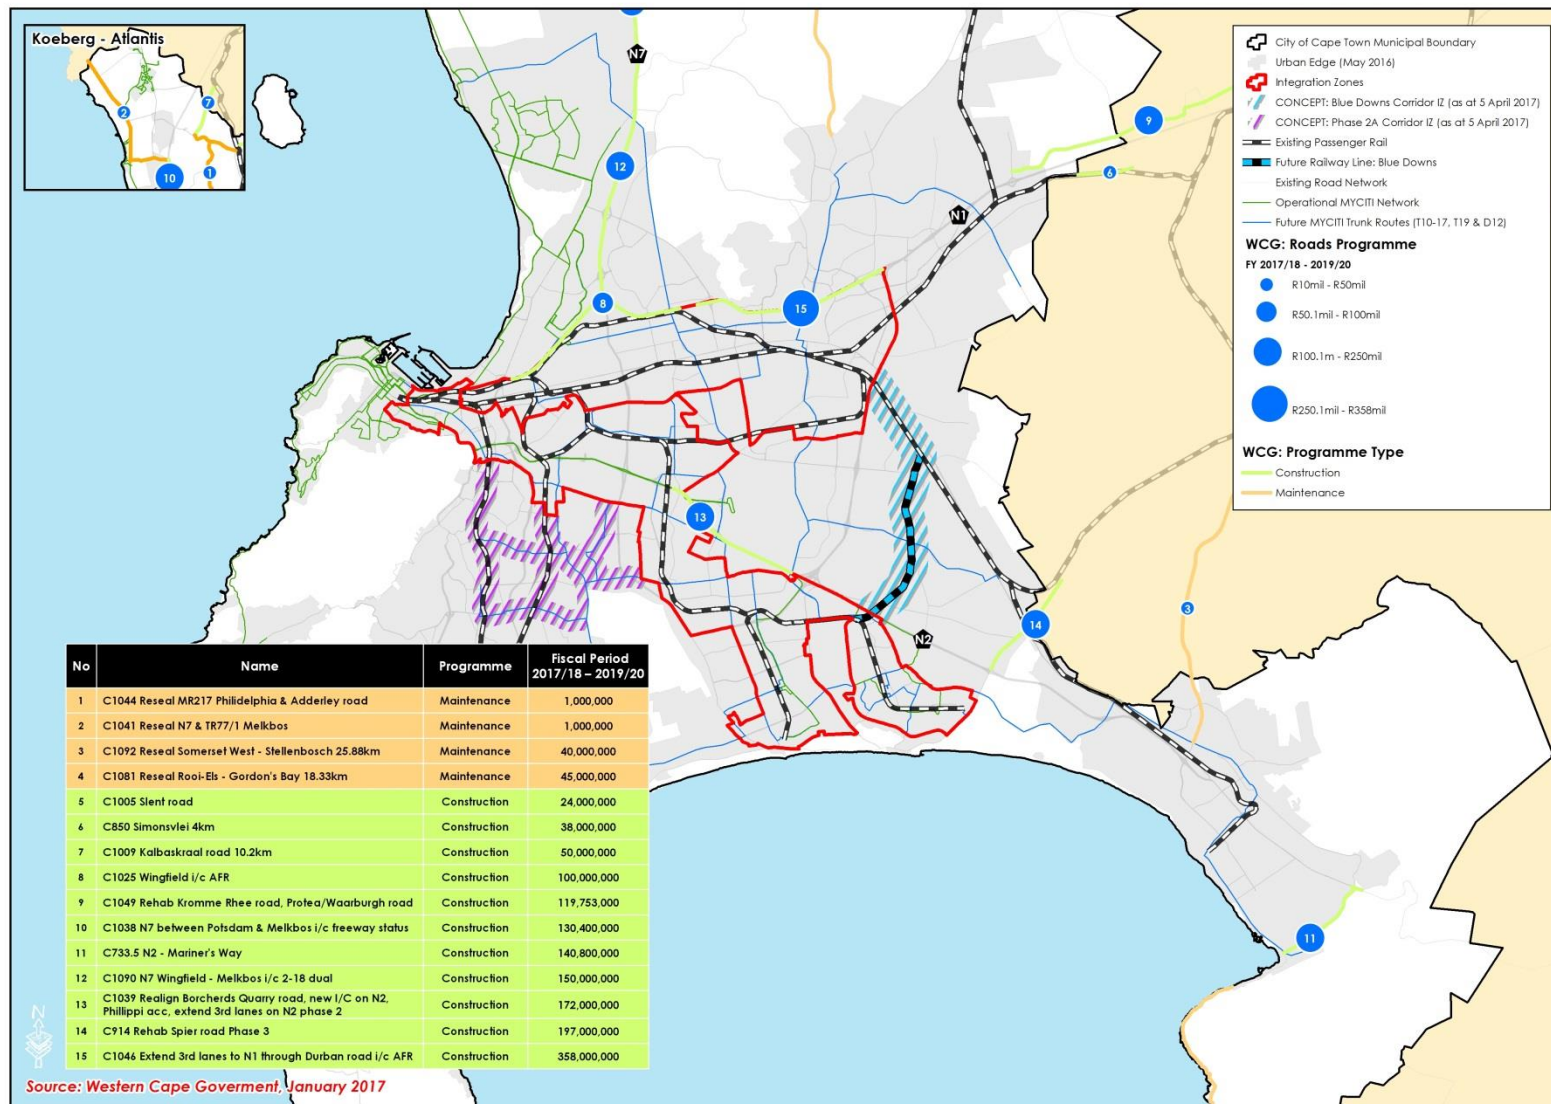 Koeberg - Atlantis
2
7
10
1
N7
12
8
N1
15
9
6
13
N2
14
3
11
City of Cape Town Municipal Boundary
Urban Edge (May 2016)
Integration Zones
CONCEPT: Blue Downs Corridor IZ (as at 5 April 2017)
CONCEPT: Phase 2A Corridor IZ (as at 5 April 2017)
Existing Passenger Rail
Future Railway Line: Blue Downs
Existing Road Network
Operational MYCITI Network
Future MYCITI Trunk Routes (T10-17, T19 & D12)
WCG: Roads Programme
FY 2017/18 - 2019/20
R10mil - R50mil
R50.1mil - R100mil
R100.1m - R250mil
R250.1mil - R358mil
WCG: Programme Type
Construction
Maintenance
No Name Programme Fiscal Period 2017/18 – 2019/20
1 C1044 Reseal MR217 Philidelphia & Adderley road Maintenance 1,000,000
2 C1041 Reseal N7 & TR77/1 Melkbos Maintenance 1,000,000
3 C1092 Reseal Somerset West - Stellenbosch 25.88km Maintenance 40,000,000
4 C1081 Reseal Rooi-Els - Gordon's Bay 18.33km Maintenance 45,000,000
5 C1005 Slent road Construction 24,000,000
6 C850 Simonsvlei 4km Construction 38,000,000
7 C1009 Kalbaskraal road 10.2km Construction 50,000,000
8 C1025 Wingfield i/c AFR Construction 100,000,000
9 C1049 Rehab Kromme Rhee road, Protea/Waarburgh road Construction 119,753,000
10 C1038 N7 between Potsdam & Melkbos i/c freeway status Construction 130,400,000
11 C733.5 N2 - Mariner's Way Construction 140,800,000
12 C1090 N7 Wingfield - Melkbos i/c 2-18 dual Construction 150,000,000
13 C1039 Realign Borcherds Quarry road, new I/C on N2,
Phillippi acc, extend 3rd lanes on N2 phase 2 Construction 172,000,000
14 C914 Rehab Spier road Phase 3 Construction 197,000,000
15 C1046 Extend 3rd lanes to N1 through Durban road i/c AFR Construction 358,000,000
N
Source: Western Cape Goverment, January 2017